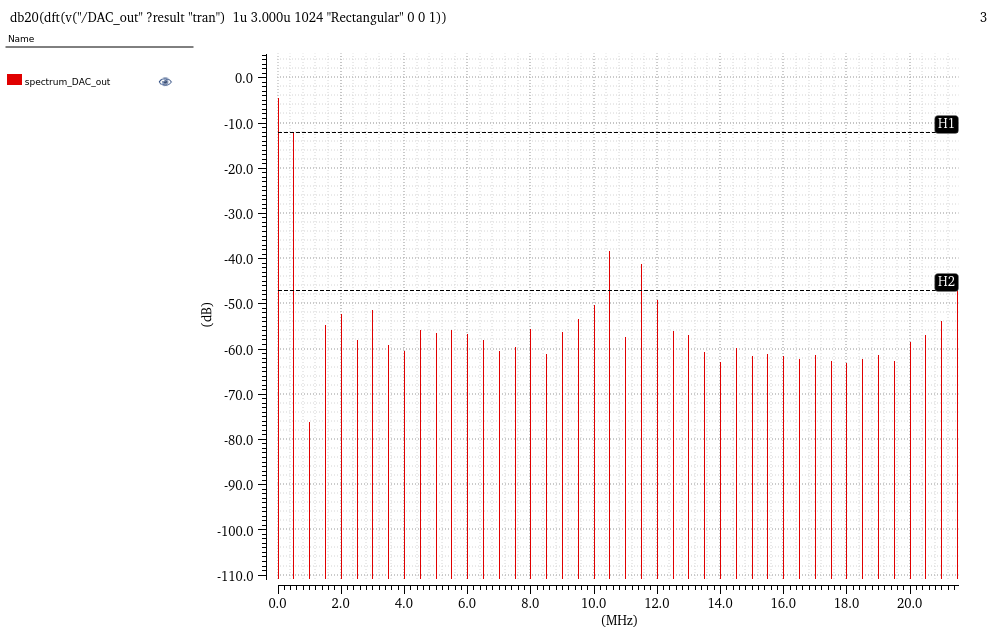 db20(dft(v("/DAC_out" ?result "tran")  1u 3.000u 1024 "Rectangular" 0 0 1))
3
Name
spectrum_DAC_out
0.0
-10.0
-20.0
-30.0
-40.0
-50.0
-60.0
-70.0
-80.0
-90.0
-100.0
-110.0
(dB)
H1
H2
0.0 2.0 4.0 6.0 8.0 10.0 12.0 14.0 16.0 18.0 20.0
(MHz)